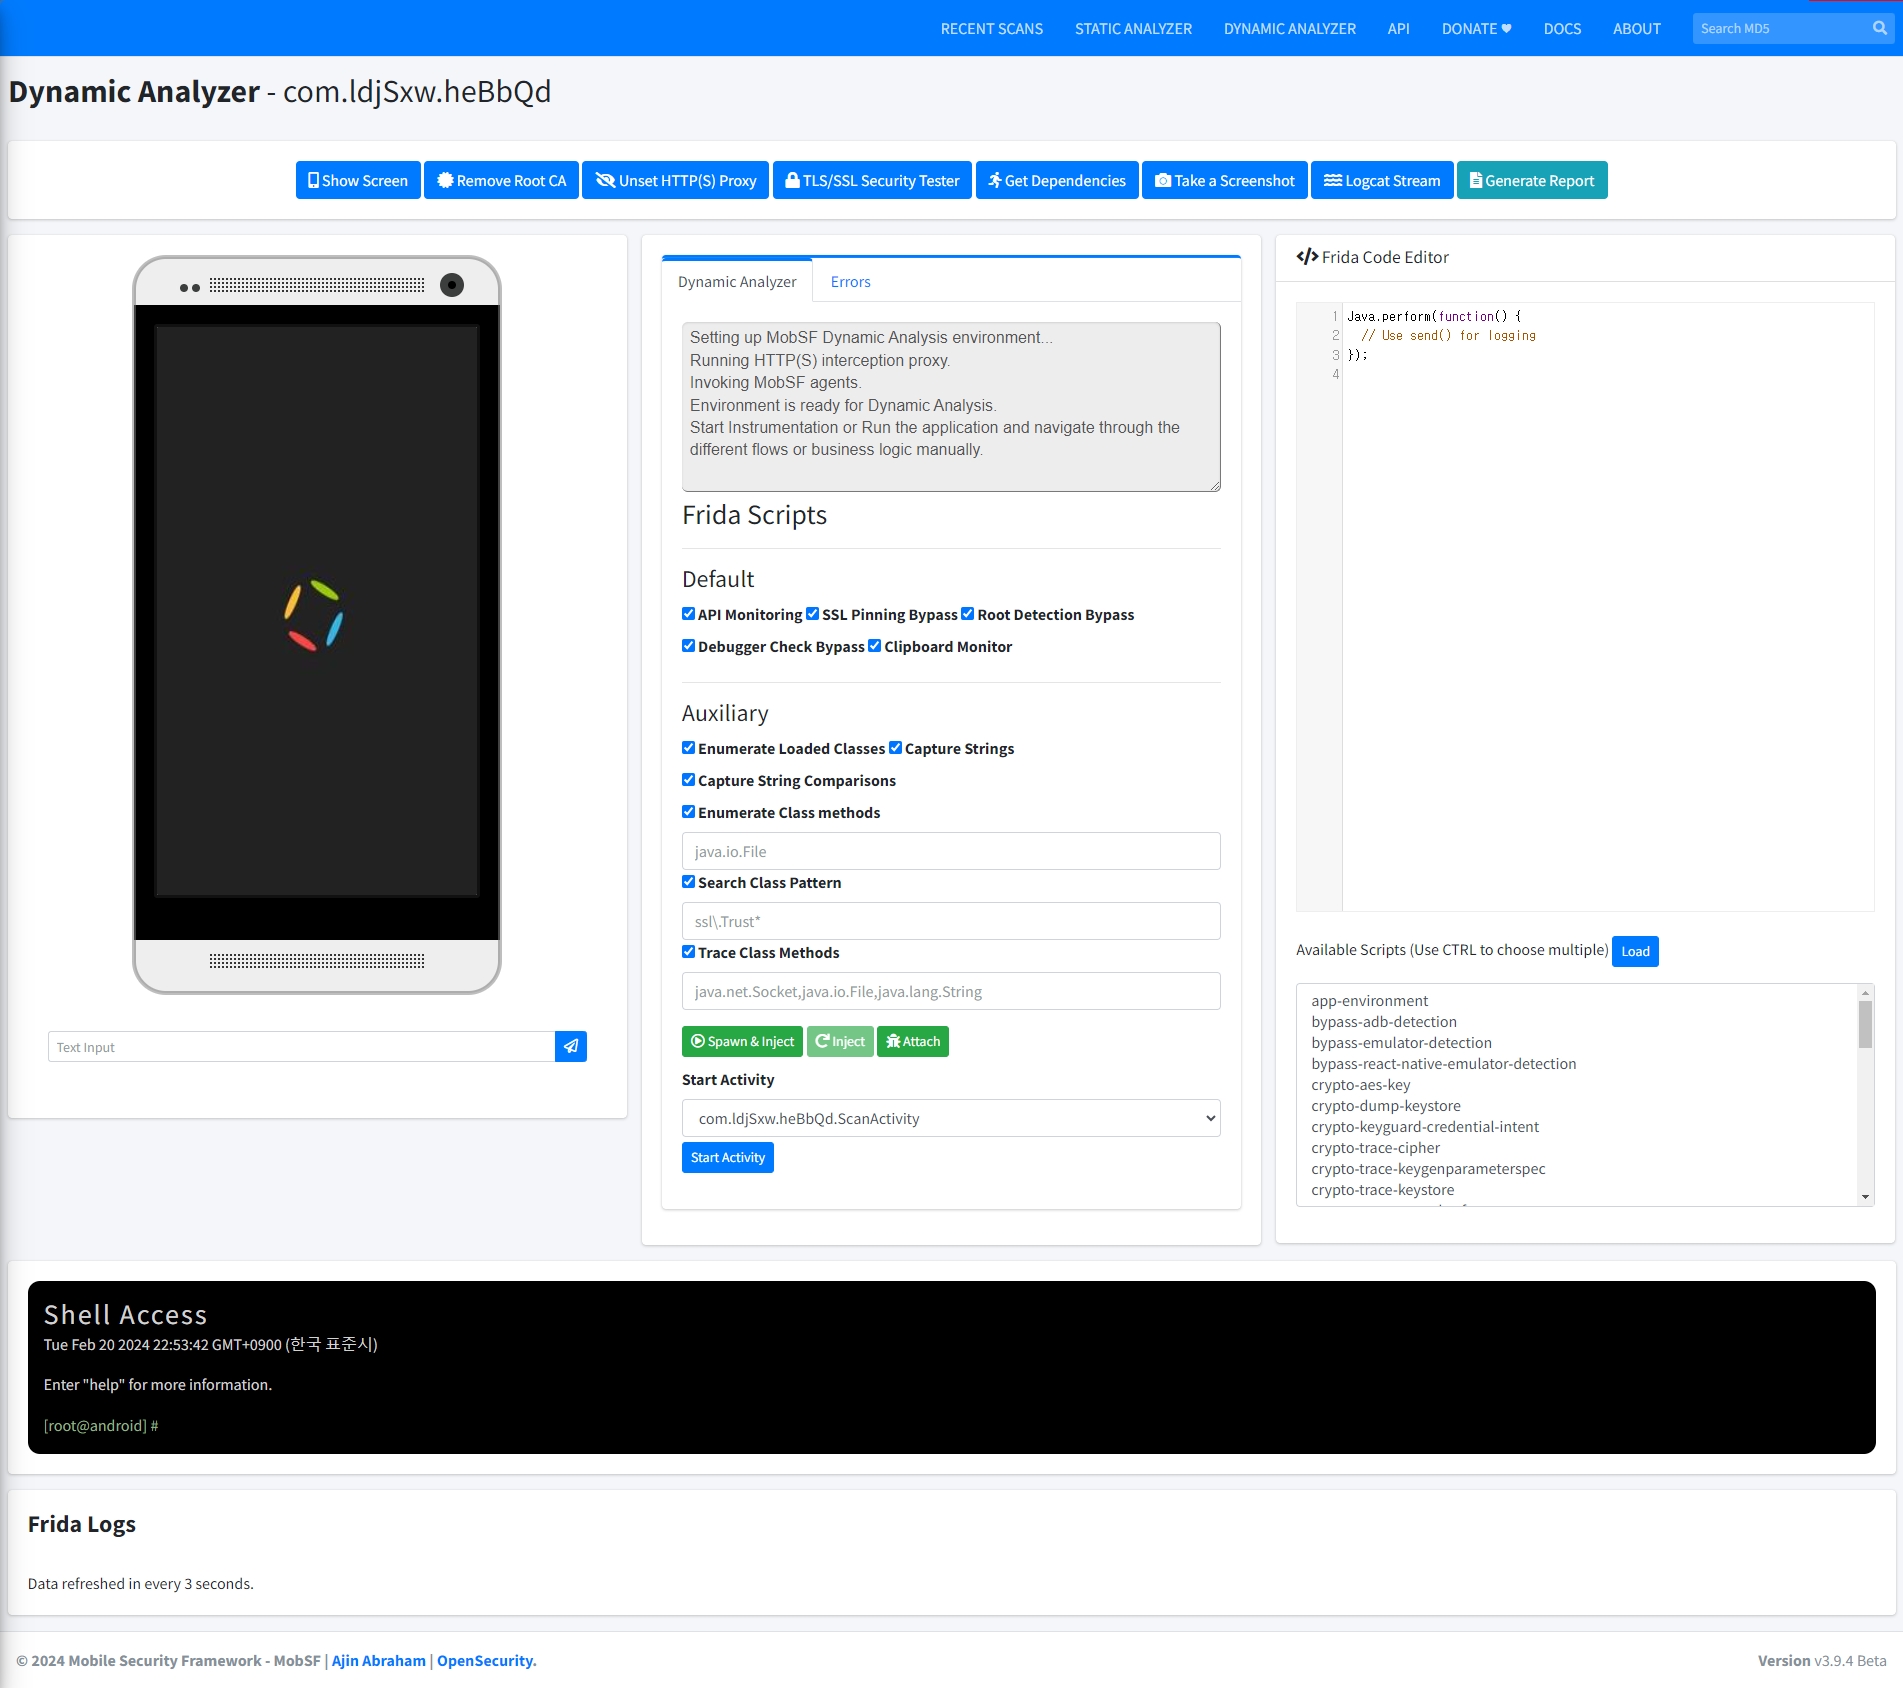 RECENT SCANS STATIC ANALYZER DYNAMIC ANALYZER API DONATE ♥ DOCS ABOUT Search MD5
Dynamic Analyzer - com.ldjSxw.heBbQd
Show Screen Remove Root CA Unset HTTP(S) Proxy TLS/SSL Security Tester Get Dependencies Take a Screenshot Logcat Stream Generate Report
Text Input
Dynamic Analyzer Errors
Setting up MobSF Dynamic Analysis environment...
Running HTTP(S) interception proxy.
Invoking MobSF agents.
Environment is ready for Dynamic Analysis.
Start Instrumentation or Run the application and navigate through the
different flows or business logic manually.
Frida Scripts
Default
API Monitoring SSL Pinning Bypass Root Detection Bypass
Debugger Check Bypass Clipboard Monitor
Auxiliary
Enumerate Loaded Classes Capture Strings
Capture String Comparisons
Enumerate Class methods
java.io.File
Search Class Pattern
ssl\.Trust*
Trace Class Methods
java.net.Socket,java.io.File,java.lang.String
Spawn & Inject Inject Attach
Start Activity
com.ldjSxw.heBbQd.ScanActivity
Start Activity
</> Frida Code Editor
1 Java.perform(function() {
2 // Use send() for logging
3 });
4
Available Scripts (Use CTRL to choose multiple) Load
app-environment
bypass-adb-detection
bypass-emulator-detection
bypass-react-native-emulator-detection
crypto-aes-key
crypto-dump-keystore
crypto-keyguard-credential-intent
crypto-trace-cipher
crypto-trace-keygenparameterspec
crypto-trace-keystore
Shell Access
Tue Feb 20 2024 22:53:42 GMT+0900 (한국 표준시)
Enter "help" for more information.
[root@android] #
Frida Logs
Data refreshed in every 3 seconds.
© 2024 Mobile Security Framework - MobSF | Ajin Abraham | OpenSecurity.
Version v3.9.4 Beta